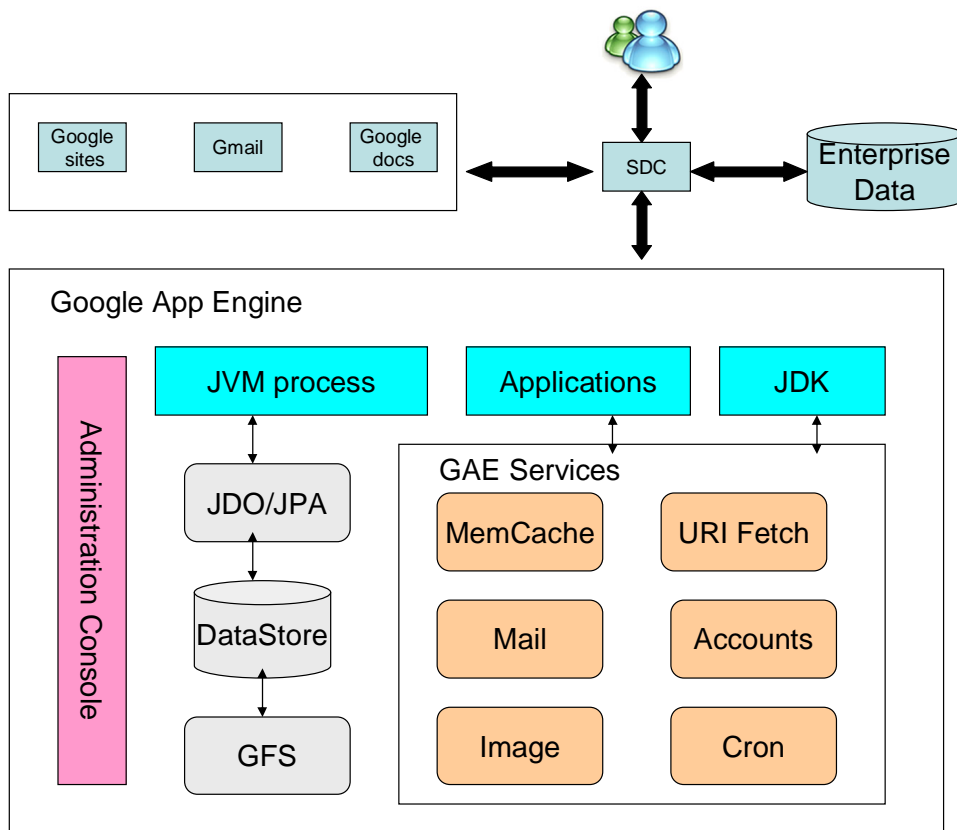 Google
sites
Gmail
Google
docs
SDC
Enterprise
Data
Google App Engine
Administration Console
JVM process
Applications
JDK
JDO/JPA
DataStore
GFS
GAE Services
MemCache
URI Fetch
Mail
Accounts
Image
Cron